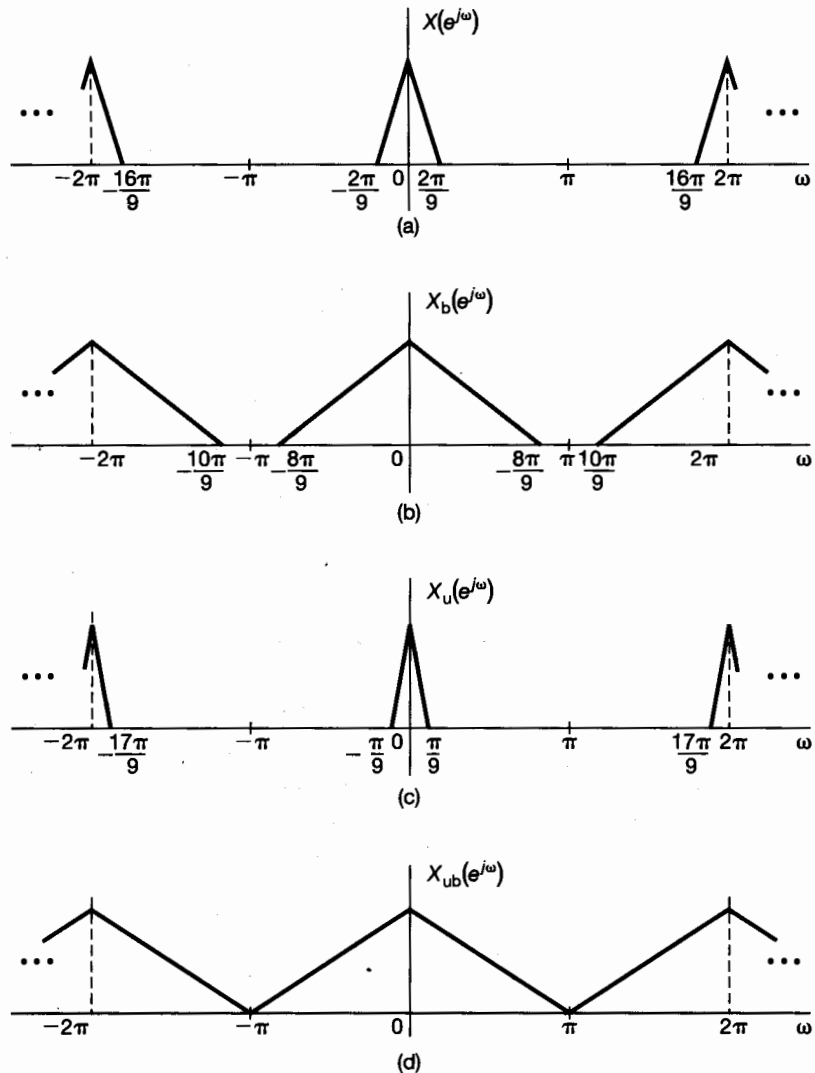 X(e^{jω})
... ...
−2π −16π/9 −π −2π/9 0 2π/9 π 16π/9 2π ω
(a)
X_b(e^{jω})
... ...
−2π −10π/9 −π −8π/9 0 −8π/9 π 10π/9 2π ω
(b)
X_u(e^{jω})
... ...
−2π −17π/9 −π −π/9 0 π/9 π 17π/9 2π ω
(c)
X_ub(e^{jω})
... ...
−2π −π 0 π 2π ω
(d)